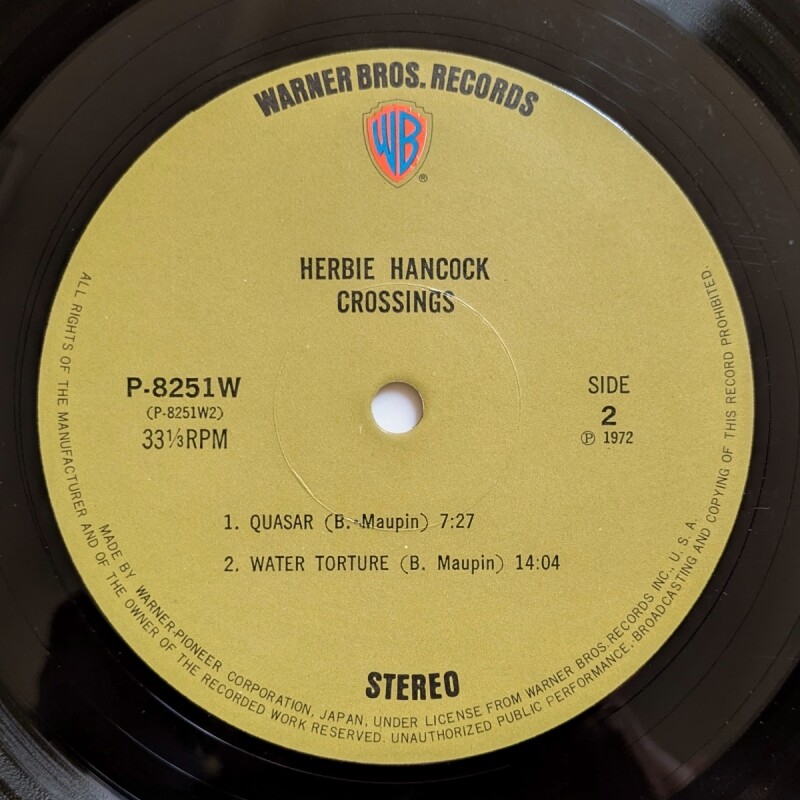 WARNER BROS. RECORDS
WB
®
HERBIE HANCOCK
CROSSINGS
P-8251W
(P-8251W2)
33⅓RPM
SIDE
2
℗ 1972
1. QUASAR (B. Maupin) 7:27
2. WATER TORTURE (B. Maupin) 14:04
STEREO
MADE BY WARNER-PIONEER CORPORATION, JAPAN, UNDER LICENSE FROM WARNER BROS. RECORDS INC., U. S. A.
ALL RIGHTS OF THE MANUFACTURER AND OF THE OWNER OF THE RECORDED WORK RESERVED. UNAUTHORIZED PUBLIC PERFORMANCE. BROADCASTING AND COPYING OF THIS RECORD PROHIBITED.